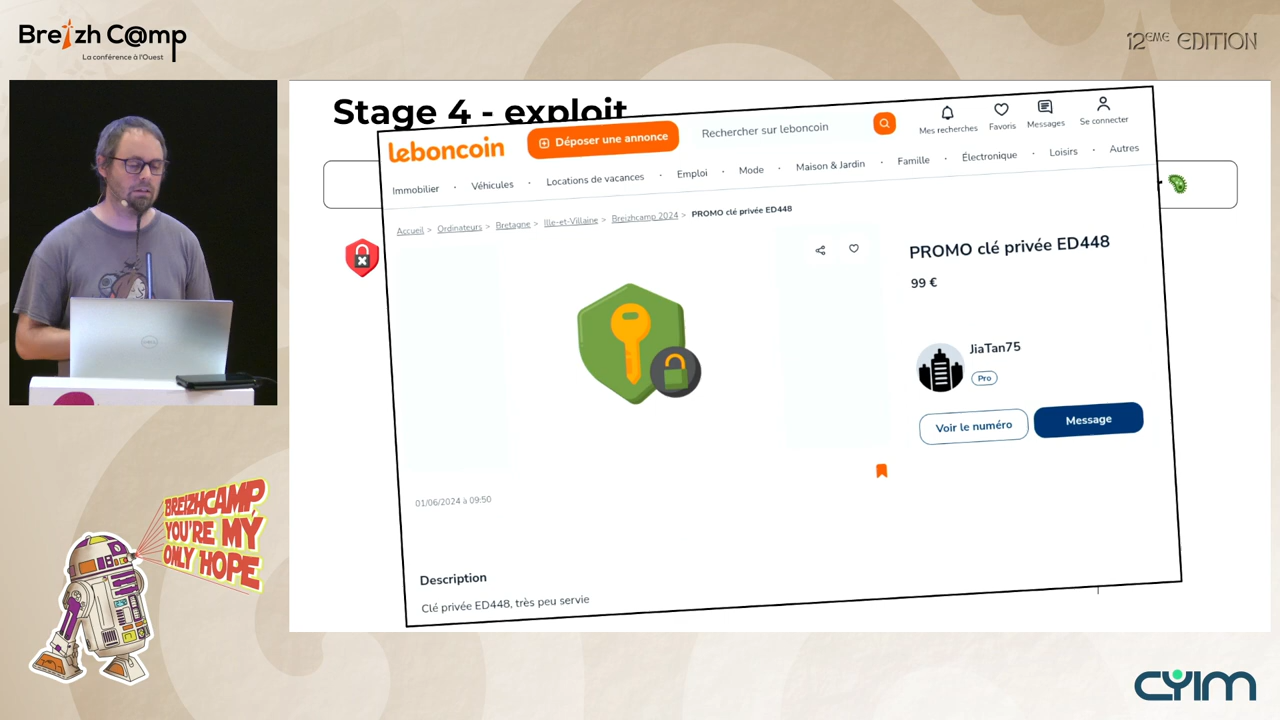 Breizh C@mp
La conférence à l'Ouest
12ÈME EDITION
Stage 4 - exploit
leboncoin
Déposer une annonce
Rechercher sur leboncoin
Mes recherches
Favoris
Messages
Se connecter
Immobilier · Véhicules · Locations de vacances · Emploi · Mode · Maison & Jardin · Famille · Électronique · Loisirs · Autres
Accueil > Ordinateurs > Bretagne > Ille-et-Villaine > Breizhcamp 2024 > PROMO clé privée ED448
PROMO clé privée ED448
99 €
JiaTan75
Pro
Voir le numéro
Message
01/06/2024 à 09:50
Description
Clé privée ED448, très peu servie
DELL
BREIZHCAMP
YOU'RE MY
ONLY HOPE
CYIM